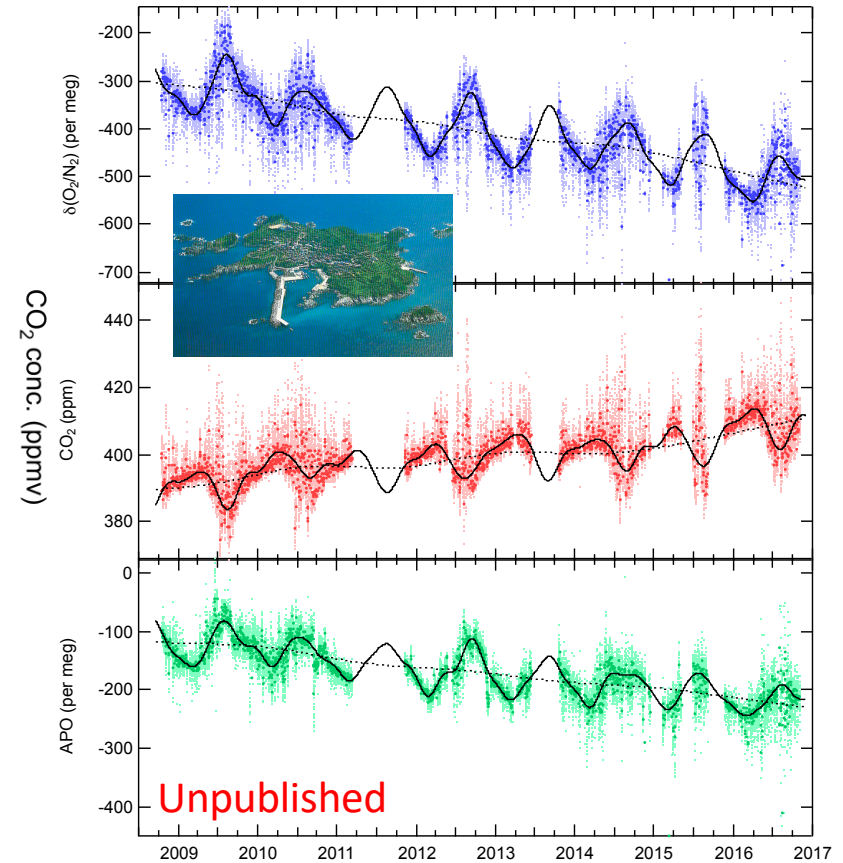 -200
-300
-400
-500
-600
-700
δ(O₂/N₂) (per meg)
CO₂ conc. (ppmv)
440
420
400
380
CO₂ (ppm)
0
-100
-200
-300
-400
APO (per meg)
Unpublished
2009 2010 2011 2012 2013 2014 2015 2016 2017